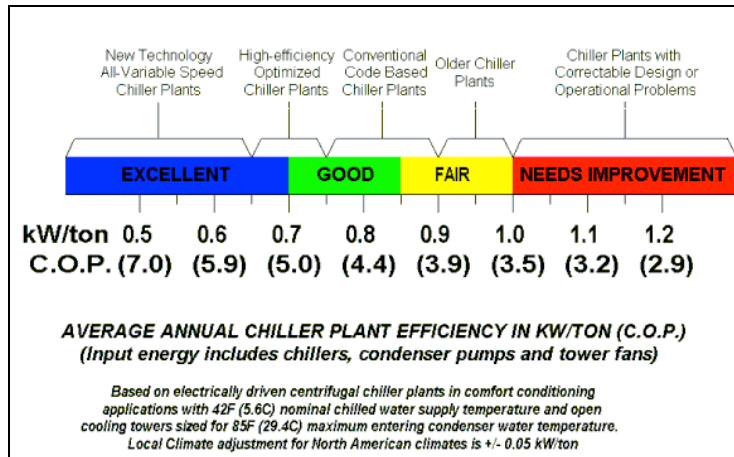 New Technology
All-Variable Speed
Chiller Plants
High-efficiency
Optimized
Chiller Plants
Conventional
Code Based
Chiller Plants
Older Chiller
Plants
Chiller Plants with
Correctable Design or
Operational Problems
EXCELLENT GOOD FAIR NEEDS IMPROVEMENT
kW/ton 0.5 0.6 0.7 0.8 0.9 1.0 1.1 1.2
C.O.P. (7.0) (5.9) (5.0) (4.4) (3.9) (3.5) (3.2) (2.9)
AVERAGE ANNUAL CHILLER PLANT EFFICIENCY IN KW/TON (C.O.P.)
(Input energy includes chillers, condenser pumps and tower fans)
Based on electrically driven centrifugal chiller plants in comfort conditioning
applications with 42F (5.6C) nominal chilled water supply temperature and open
cooling towers sized for 85F (29.4C) maximum entering condenser water temperature.
Local Climate adjustment for North American climates is +/- 0.05 kW/ton